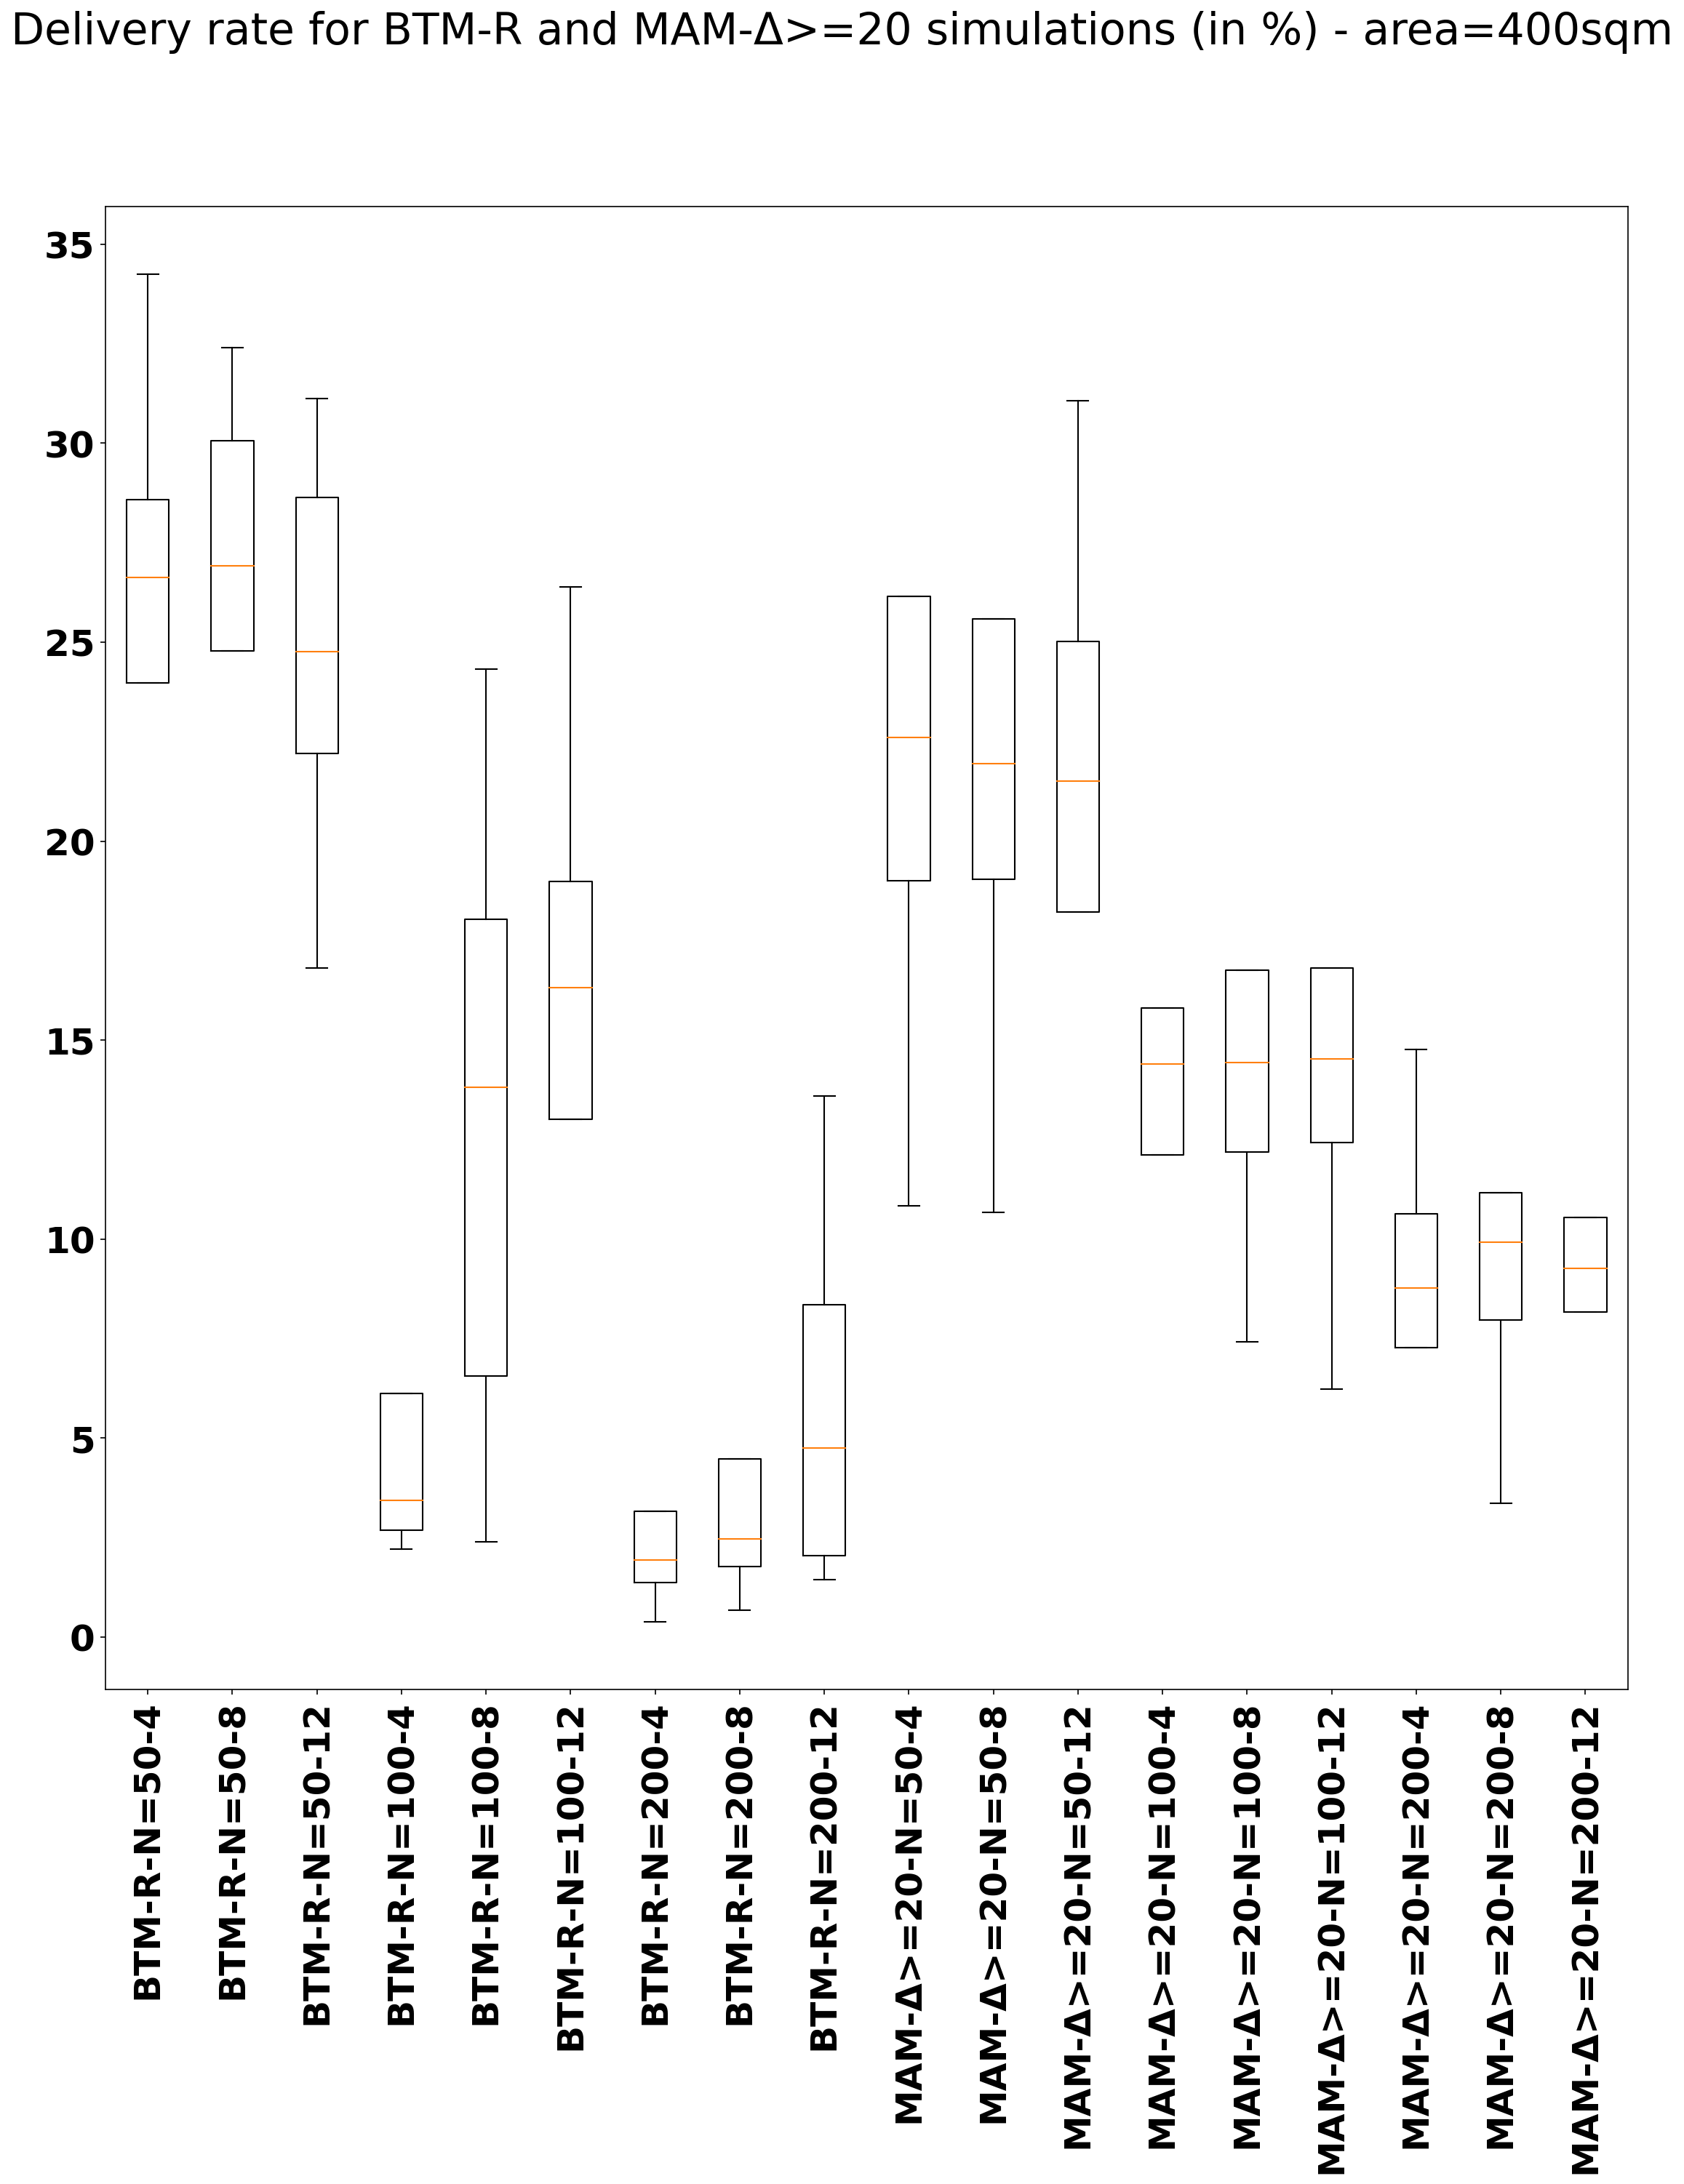 Delivery rate for BTM-R and MAM-Δ>=20 simulations (in %) - area=400sqm
35
30
25
20
15
10
5
0
BTM-R-N=50-4
BTM-R-N=50-8
BTM-R-N=50-12
BTM-R-N=100-4
BTM-R-N=100-8
BTM-R-N=100-12
BTM-R-N=200-4
BTM-R-N=200-8
BTM-R-N=200-12
MAM-Δ>=20-N=50-4
MAM-Δ>=20-N=50-8
MAM-Δ>=20-N=50-12
MAM-Δ>=20-N=100-4
MAM-Δ>=20-N=100-8
MAM-Δ>=20-N=100-12
MAM-Δ>=20-N=200-4
MAM-Δ>=20-N=200-8
MAM-Δ>=20-N=200-12